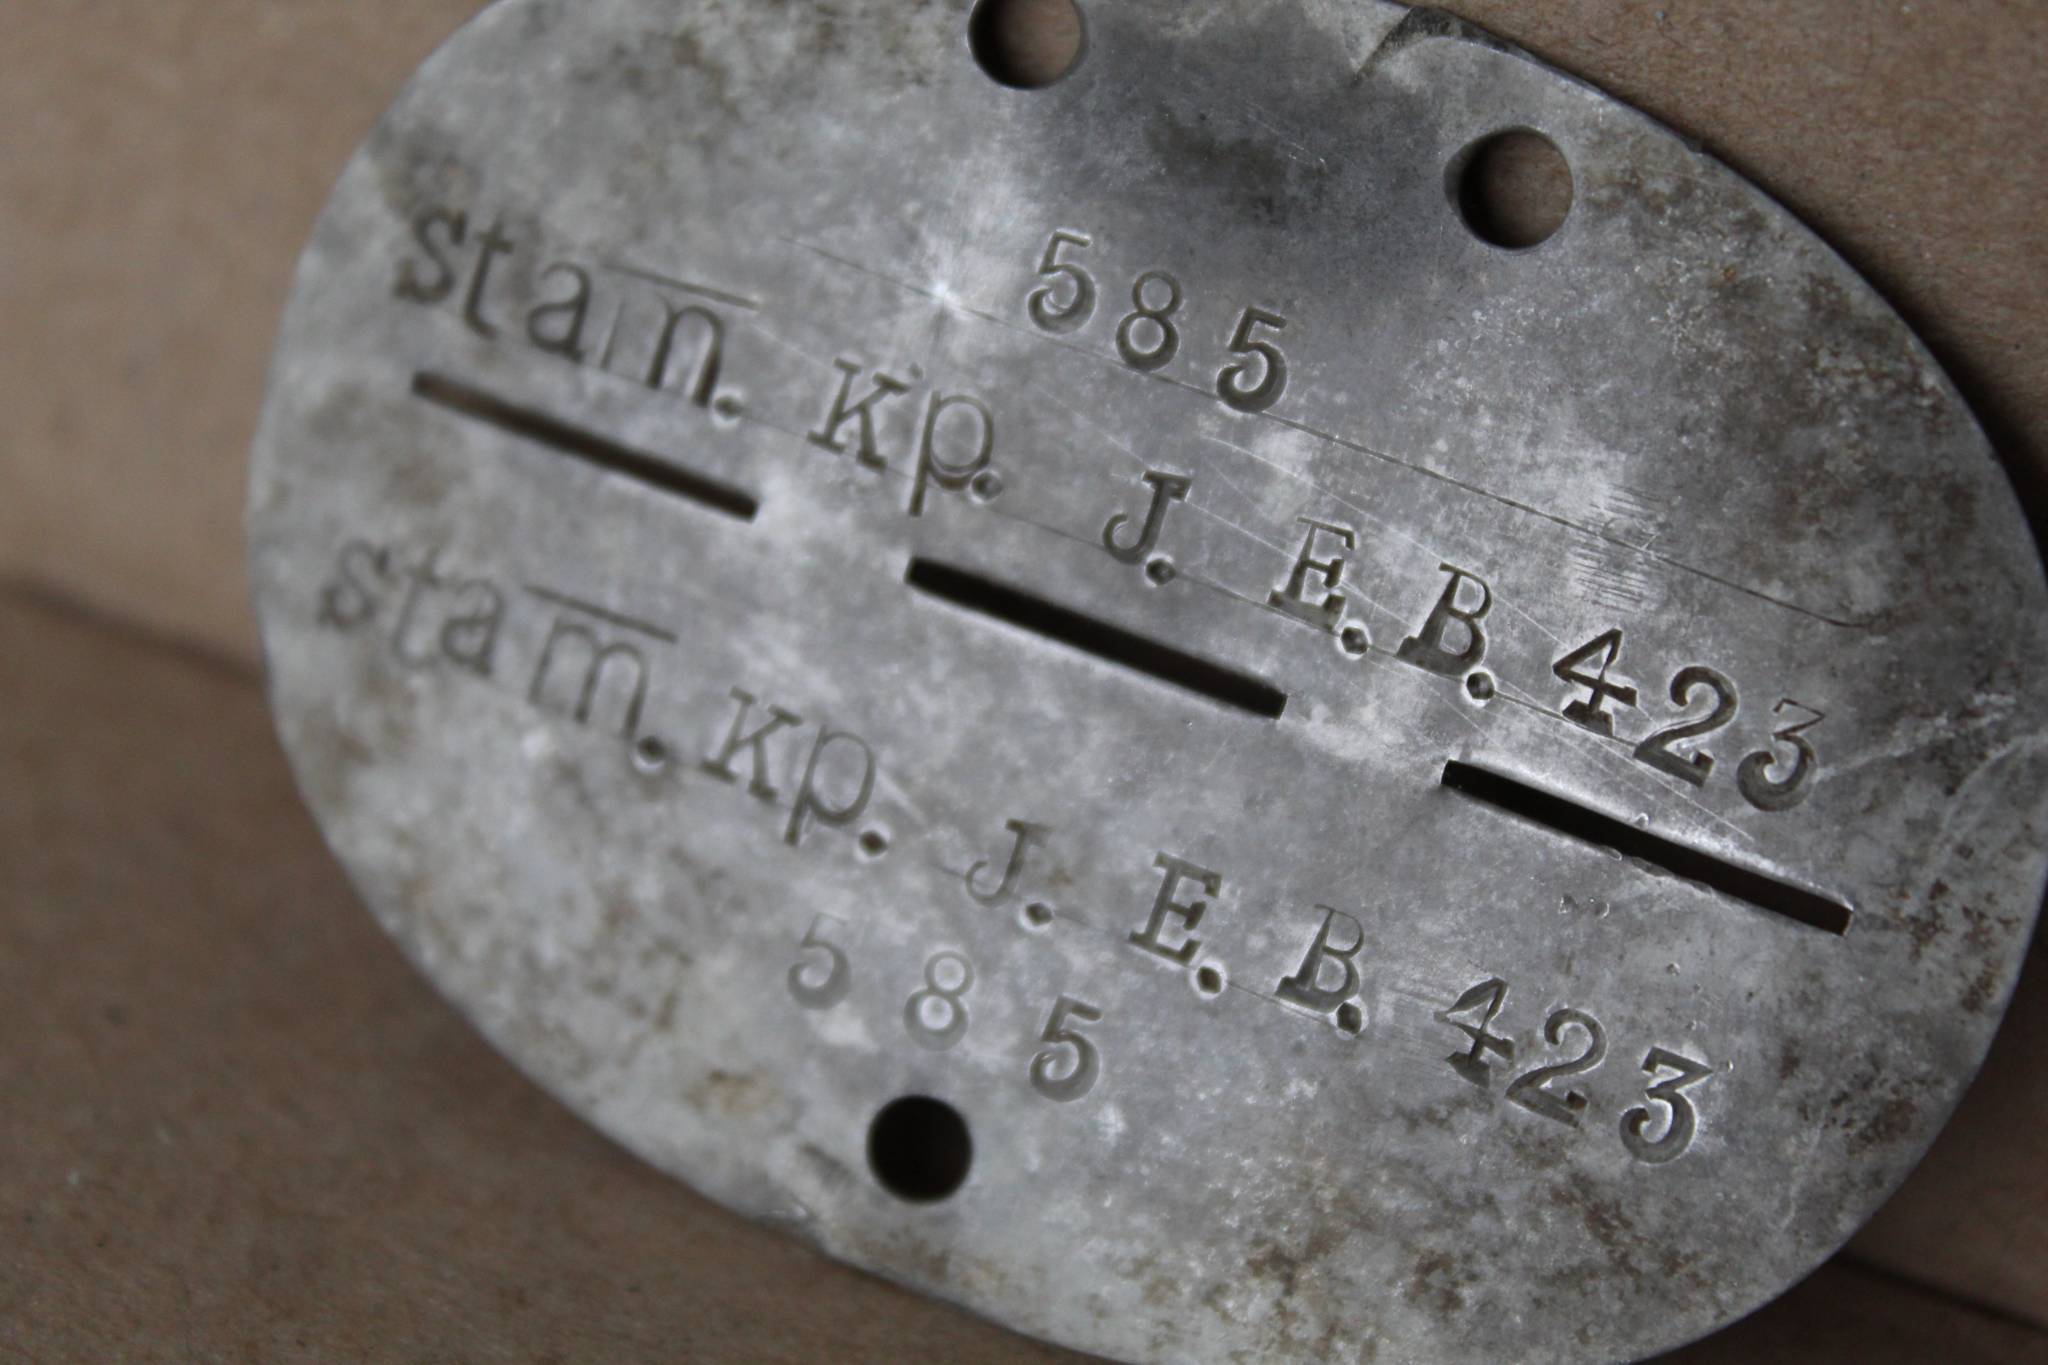 585
stam̅. Kp. J. E. B. 423
stam̅. Kp. J. E. B. 423
585